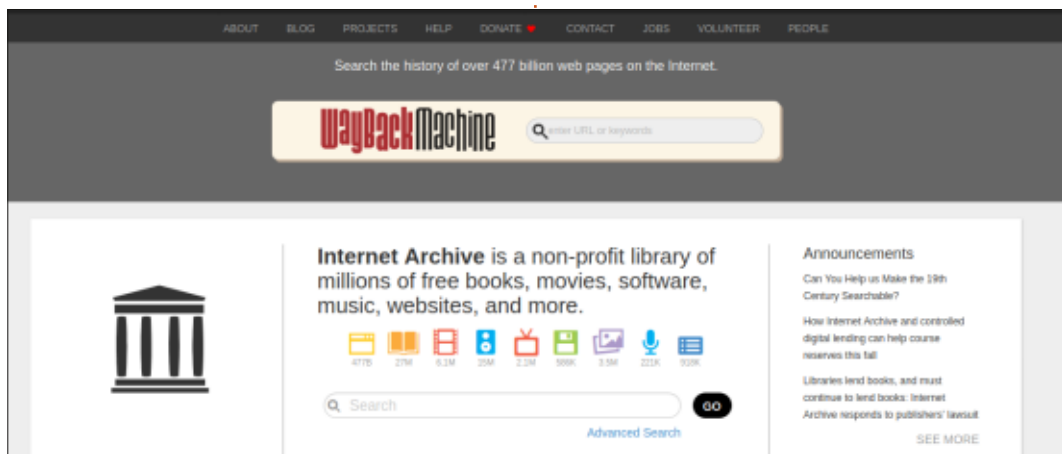 ABOUT BLOG PROJECTS HELP DONATE CONTACT JOBS VOLUNTEER PEOPLE
Search the history of over 477 billion web pages on the Internet.
WayBackMachine
enter URL or keywords
Internet Archive is a non-profit library of
millions of free books, movies, software,
music, websites, and more.
477B 27M 6.1M 15M 2.1M 586K 3.5M 221K 918K
Search
GO
Advanced Search
Announcements
Can You Help us Make the 19th
Century Searchable?
How Internet Archive and controlled
digital lending can help course
reserves this fall
Libraries lend books, and must
continue to lend books: Internet
Archive responds to publishers' lawsuit
SEE MORE